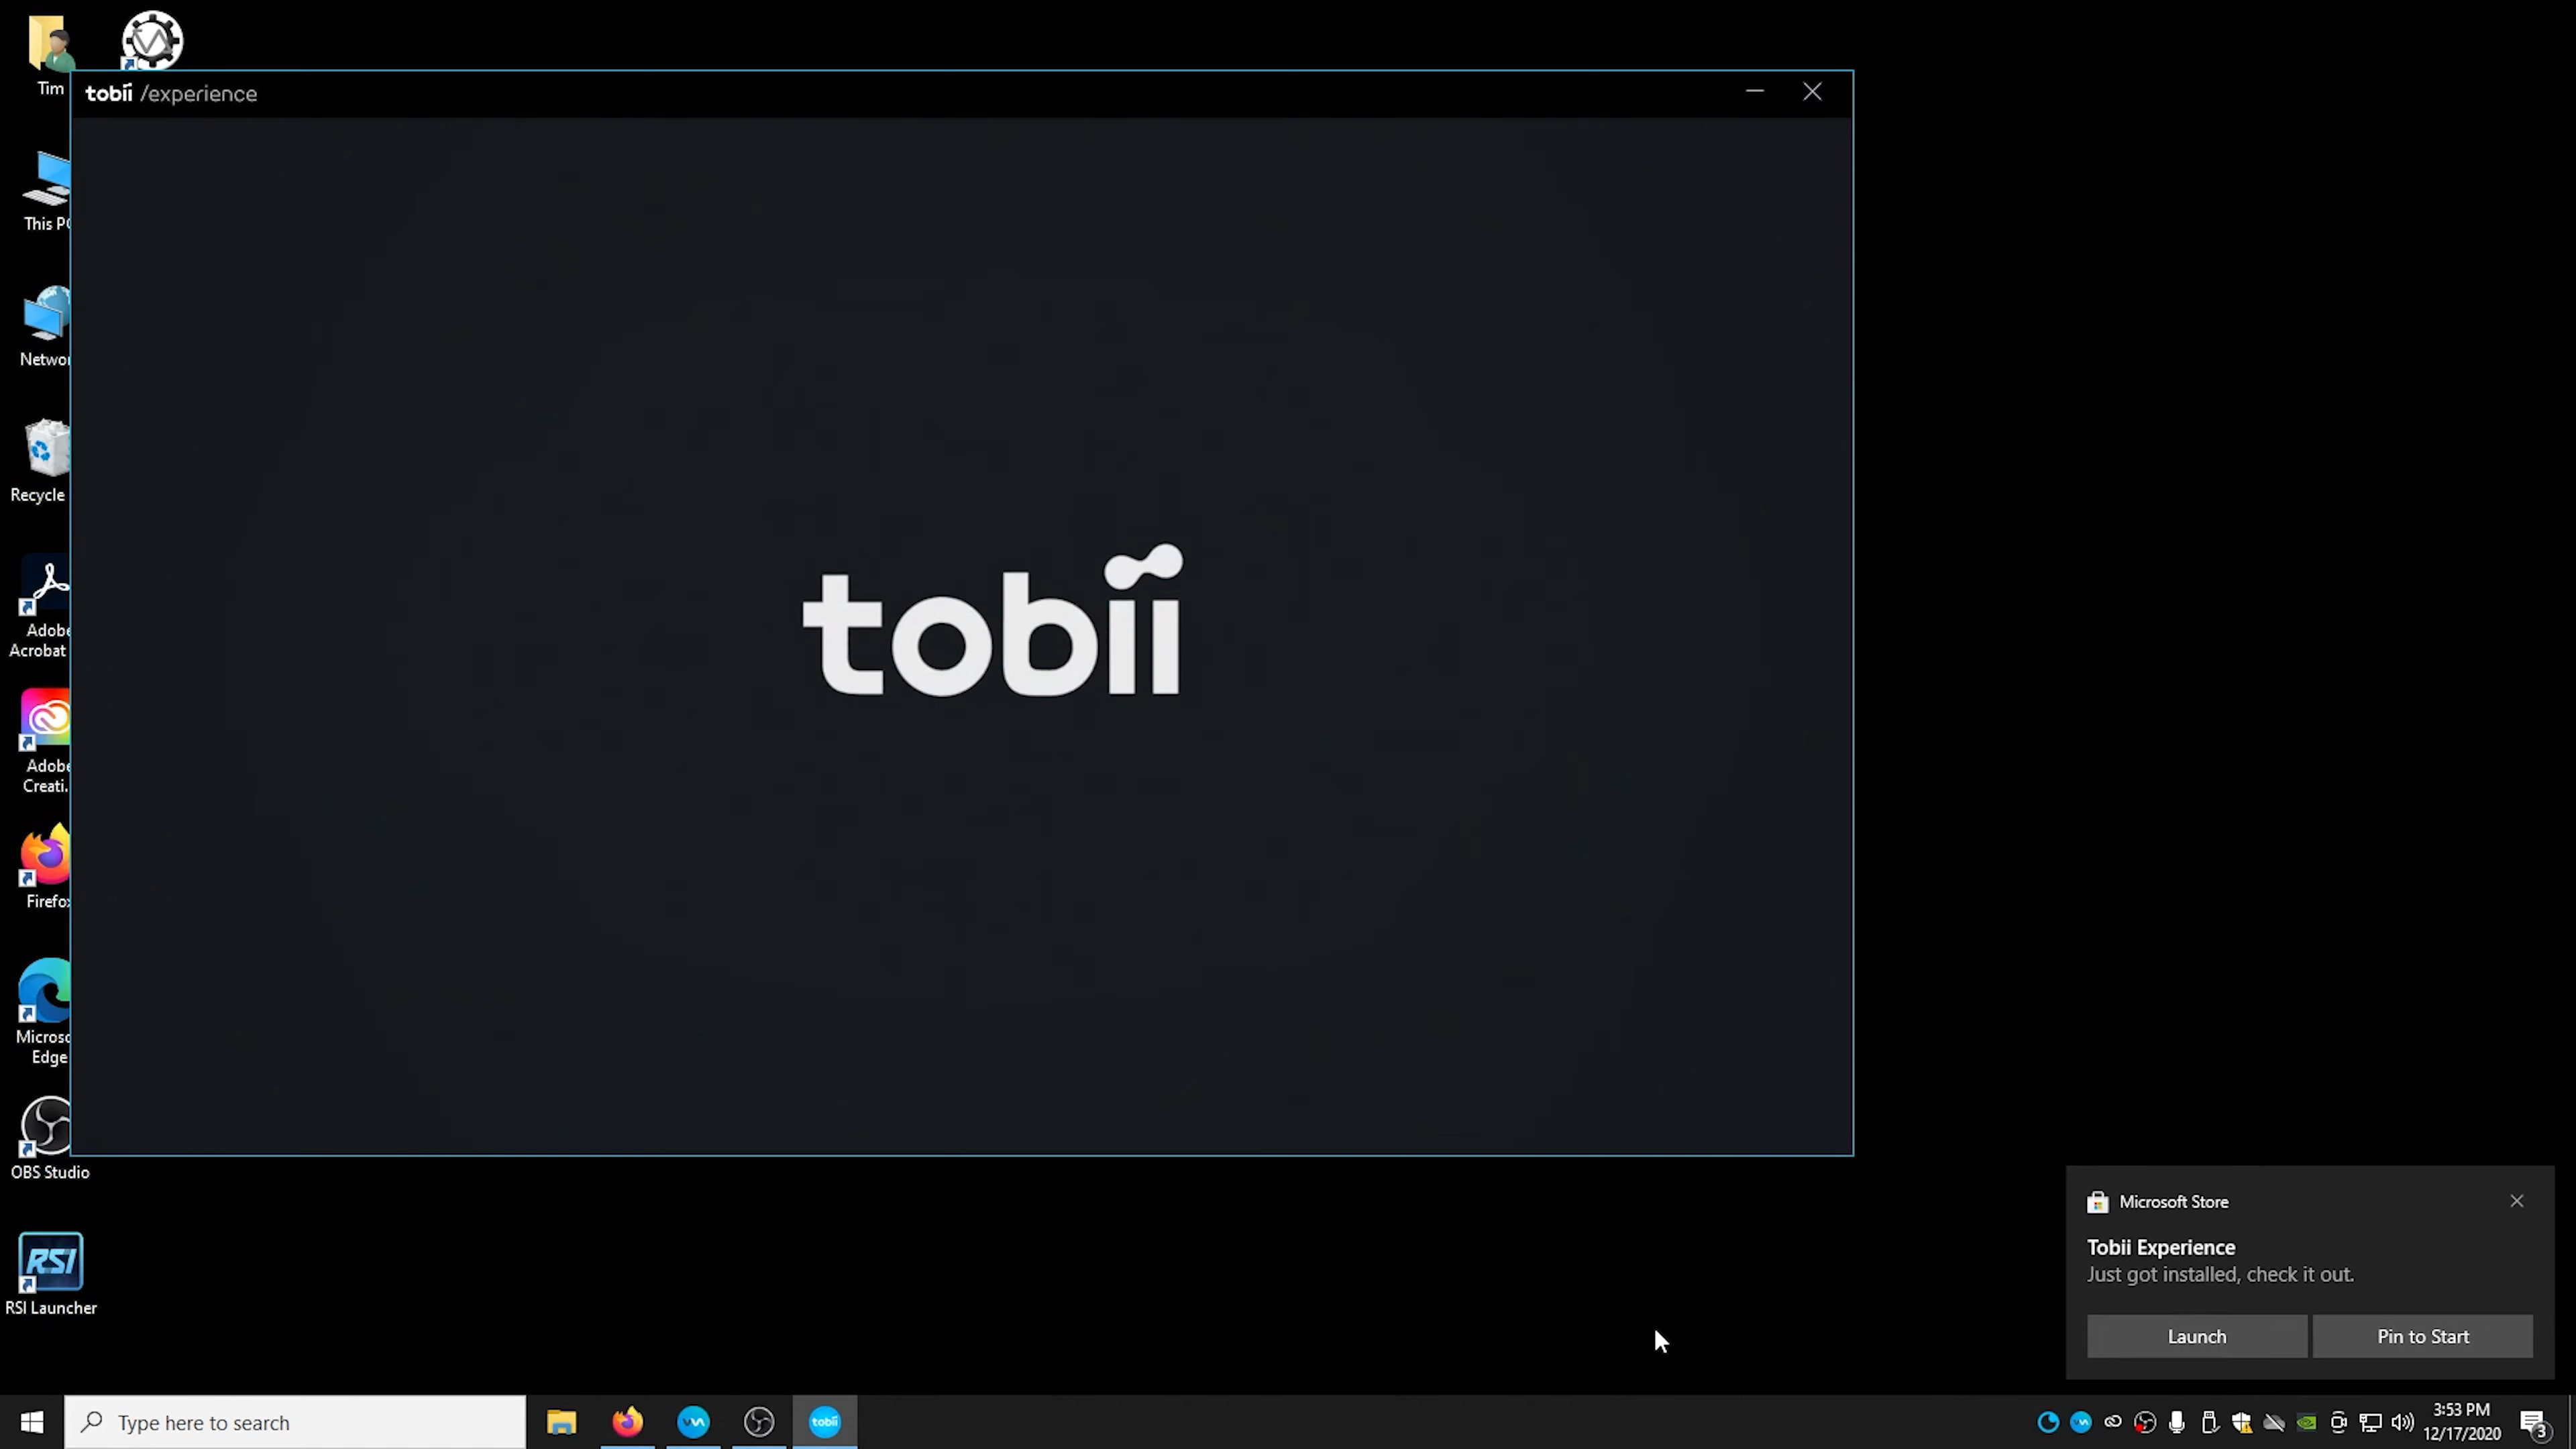 Tim
tobii /experience
This PC
Networ
Recycle
Adobe
Acrobat
Adobe
Creati...
Firefox
Microso
Edge
OBS Studio
RSI
RSI Launcher
tobii
Microsoft Store
Tobii Experience
Just got installed, check it out.
Launch
Pin to Start
Type here to search
tobii
3:53 PM
12/17/2020
3